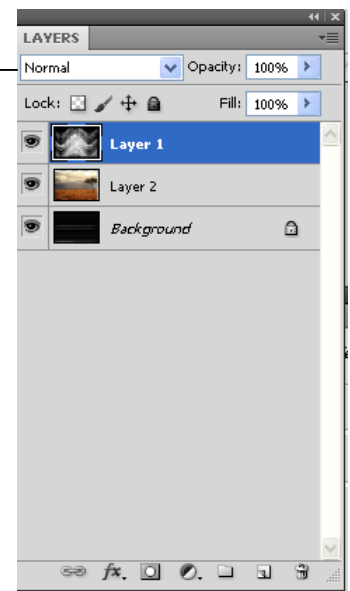 LAYERS
Normal Opacity: 100%
Lock: Fill: 100%
Layer 1
Layer 2
Background
fx.